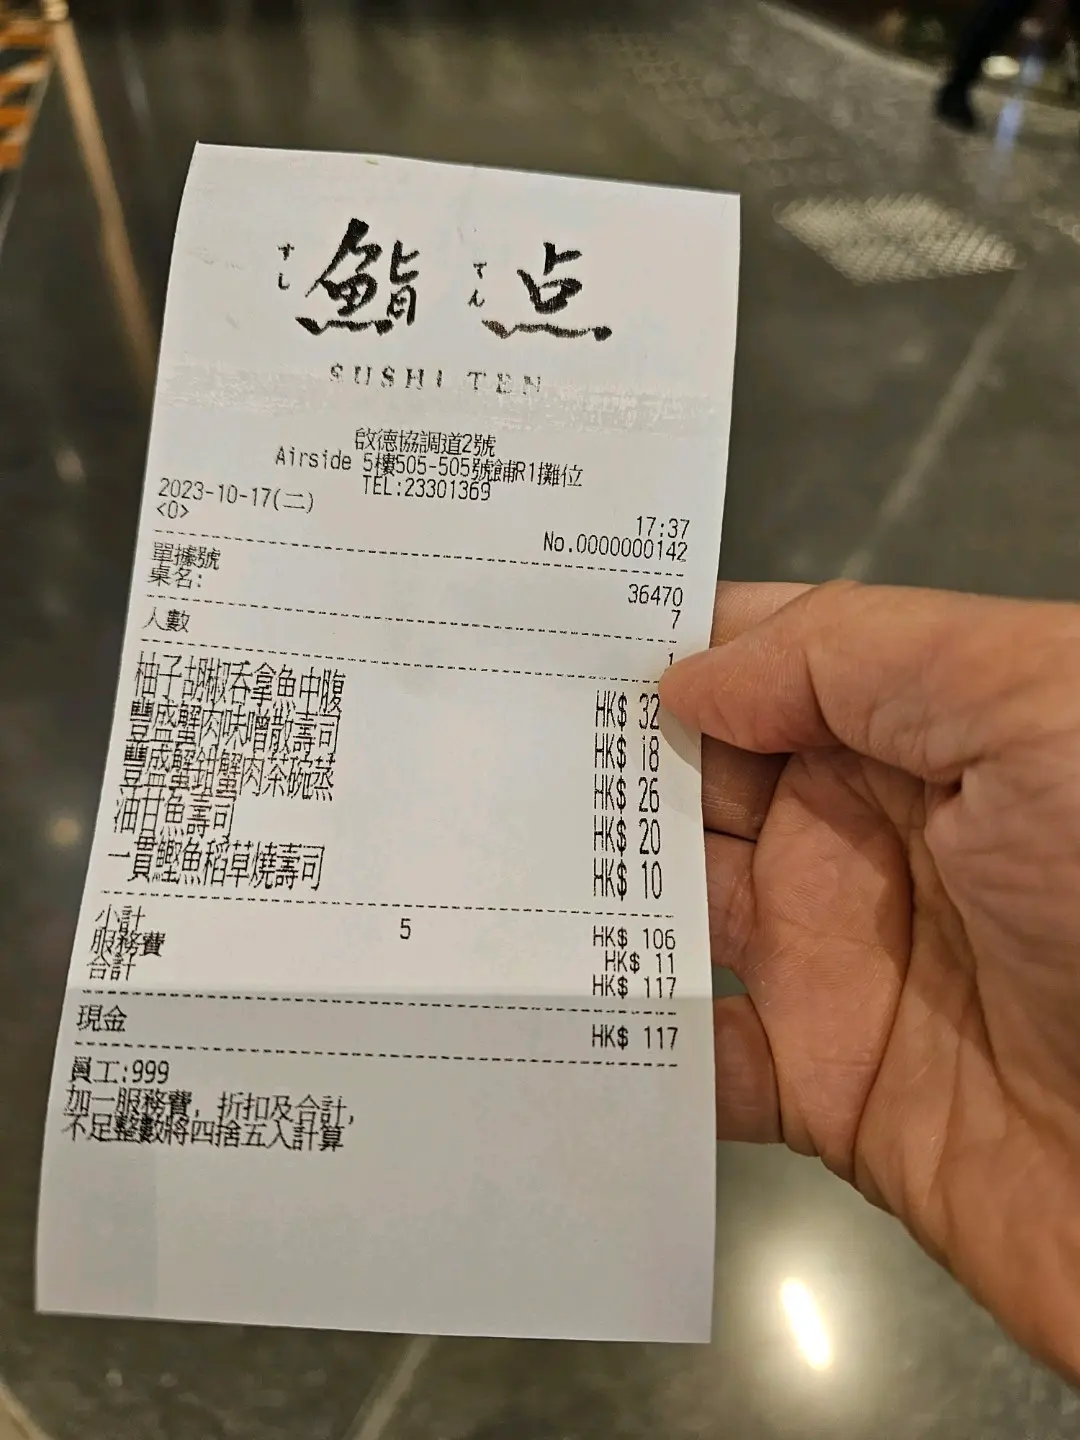 すし 鮨 てん 点
SUSHI TEN
啟德協調道2號
Airside 5樓505-505號舖R1攤位
TEL:23301369
2023-10-17(二) 17:37
<0> No.0000000142
單據號 36470
桌名: 7
人數 1
柚子胡椒吞拿魚中腹 HK$ 32
豐盛蟹肉味噌散壽司 HK$ 18
豐盛蟹鉗蟹肉茶碗蒸 HK$ 26
油甘魚壽司 HK$ 20
一貫鰹魚稻草燒壽司 HK$ 10
小計 5 HK$ 106
服務費 HK$ 11
合計 HK$ 117
現金 HK$ 117
員工:999
加一服務費, 折扣及合計,
不足整數將四捨五入計算